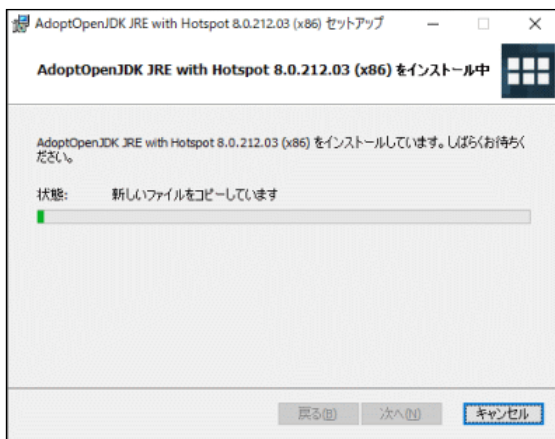 AdoptOpenJDK JRE with Hotspot 8.0.212.03 (x86) セットアップ
AdoptOpenJDK JRE with Hotspot 8.0.212.03 (x86) をインストール中
AdoptOpenJDK JRE with Hotspot 8.0.212.03 (x86) をインストールしています。しばらくお待ちく
ださい。
状態: 新しいファイルをコピーしています
戻る(B) 次へ(N) キャンセル